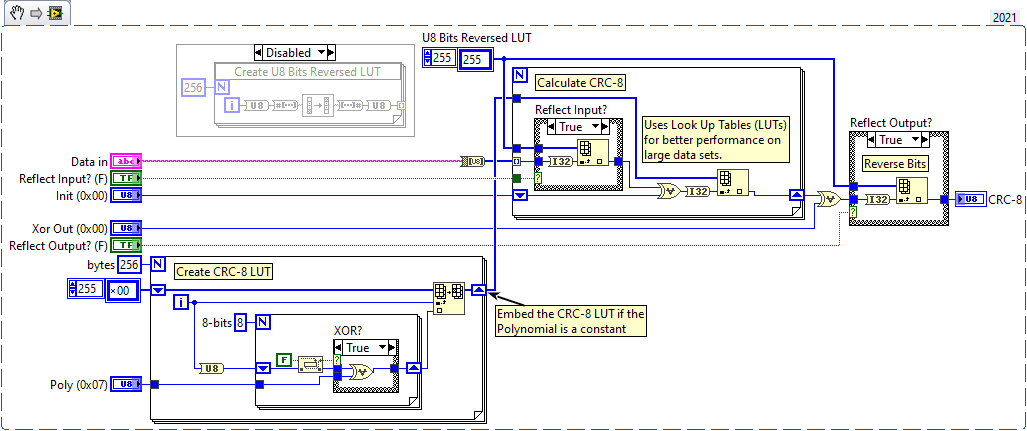 2021
U8 Bits Reversed LUT
Disabled
255 255
Create U8 Bits Reversed LUT
256 N
i U8 #[...] #[...] U8
N
Calculate CRC-8
Reflect Input?
True
Uses Look Up Tables (LUTs)
for better performance on
large data sets.
Reflect Output?
True
Reverse Bits
Data in abc
[U8]
I32
Reflect Input? (F) TF
?
Init (0x00) U8
I32
I32
U8 CRC-8
Xor Out (0x00) U8
?
Reflect Output? (F) TF
bytes 256 N
Create CRC-8 LUT
255 ×00
i
Embed the CRC-8 LUT if the
Polynomial is a constant
8-bits 8 N
XOR?
True
F
?
U8
Poly (0x07) U8